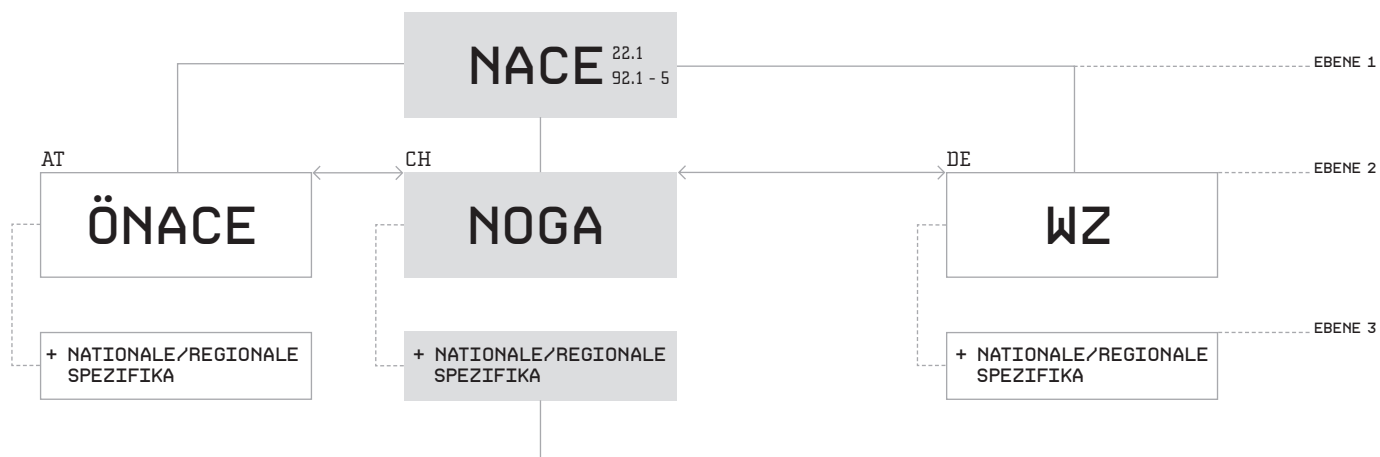 NACE 22.1
92.1 - 5
EBENE 1
AT
CH
DE
EBENE 2
ÖNACE
NOGA
WZ
EBENE 3
+ NATIONALE/REGIONALE
SPEZIFIKA
+ NATIONALE/REGIONALE
SPEZIFIKA
+ NATIONALE/REGIONALE
SPEZIFIKA